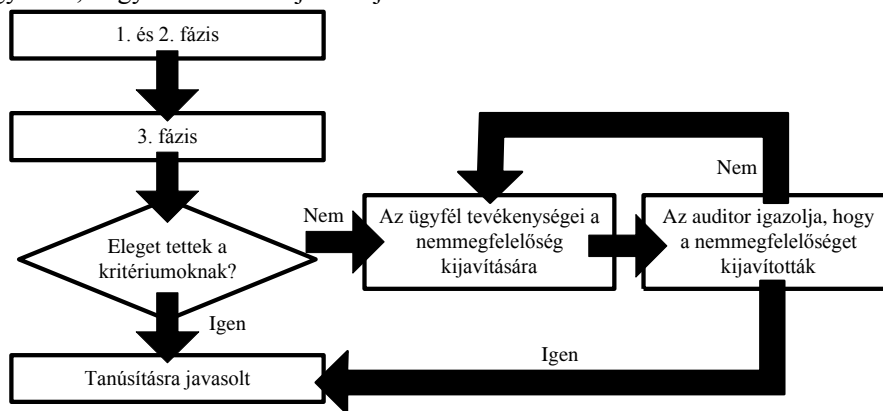 1. és 2. fázis
3. fázis
Eleget tettek a
kritériumoknak?
Nem
Az ügyfél tevékenységei a
nemmegfelelőség
kijavítására
Nem
Az auditor igazolja, hogy
a nemmegfelelőséget
kijavították
Igen
Igen
Tanúsításra javasolt